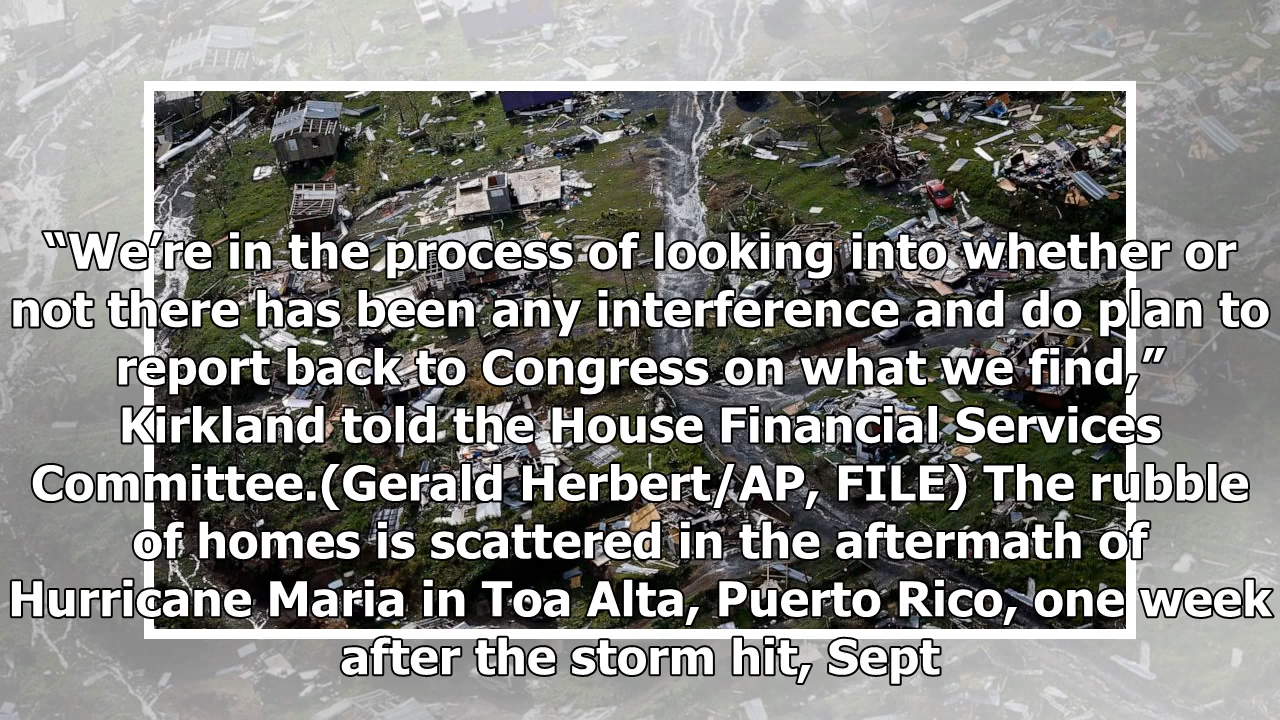 “We’re in the process of looking into whether or
not there has been any interference and do plan to
report back to Congress on what we find,”
Kirkland told the House Financial Services
Committee.(Gerald Herbert/AP, FILE) The rubble
of homes is scattered in the aftermath of
Hurricane Maria in Toa Alta, Puerto Rico, one week
after the storm hit, Sept